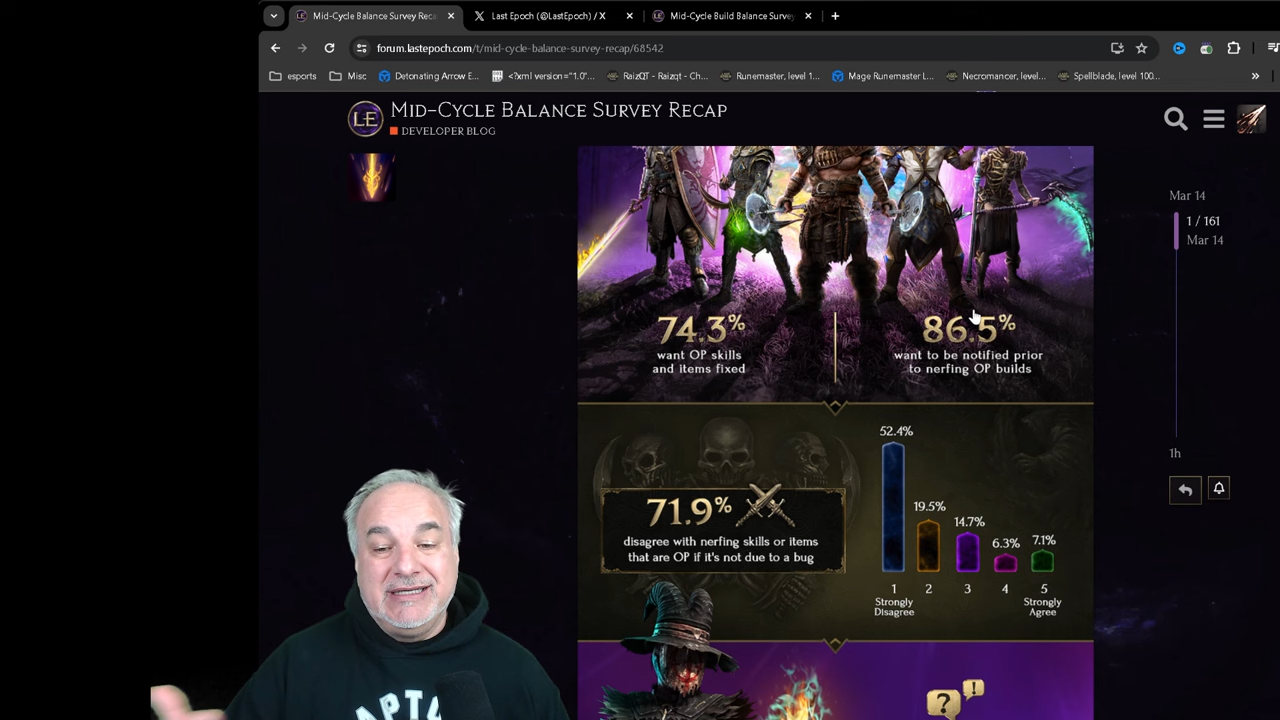 Mid-Cycle Balance Survey Reca
Last Epoch (@LastEpoch) / X
Mid-Cycle Build Balance Survey
forum.lastepoch.com/t/mid-cycle-balance-survey-recap/68542
esports
Misc
Detonating Arrow E...
<?xml version="1.0"...
RaizQT - Raizqt - Ch...
Runemaster, level 1...
Mage Runemaster L...
Necromancer, level...
Spellblade, level 100...
LE
MID-CYCLE BALANCE SURVEY RECAP
DEVELOPER BLOG
Mar 14
1 / 161
Mar 14
1h
74.3%
want OP skills
and items fixed
86.5%
want to be notified prior
to nerfing OP builds
71.9%
disagree with nerfing skills or items
that are OP if it's not due to a bug
52.4%
19.5%
14.7%
6.3%
7.1%
1
2
3
4
5
Strongly
Disagree
Strongly
Agree
? !